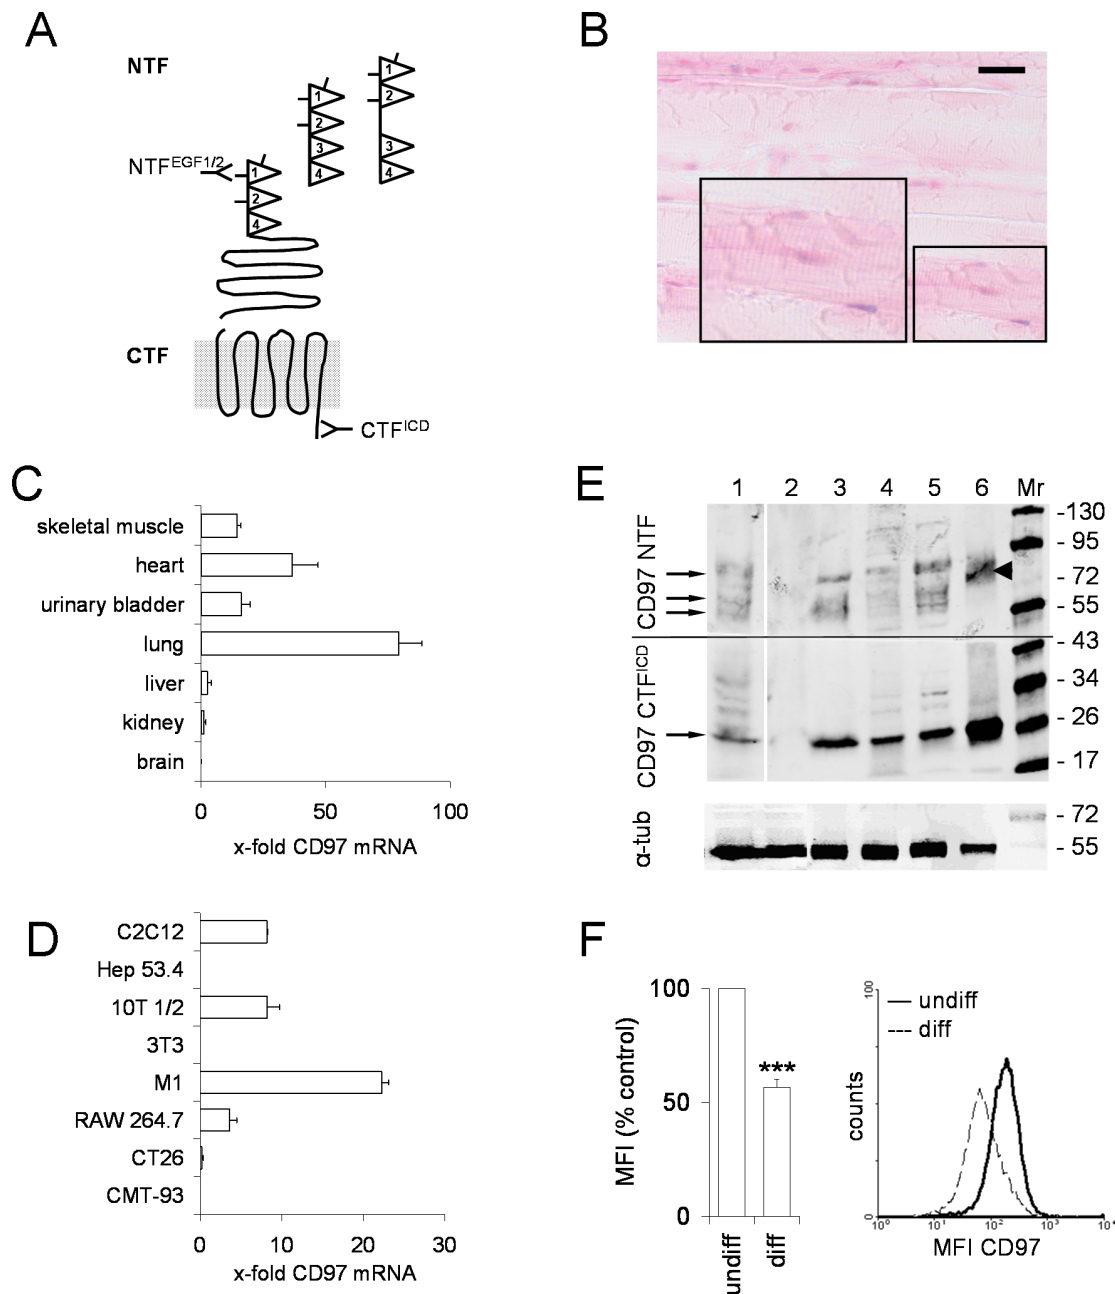 A
NTF
1
2
3
4
1
2
3
4
NTF^EGF1/2
1
2
4
CTF
CTF^ICD
B
C
skeletal muscle
heart
urinary bladder
lung
liver
kidney
brain
0 50 100
x-fold CD97 mRNA
D
C2C12
Hep 53.4
10T 1/2
3T3
M1
RAW 264.7
CT26
CMT-93
0 10 20 30
x-fold CD97 mRNA
E
1 2 3 4 5 6 Mr
CD97 NTF
CD97 CTF^ICD
α-tub
- 130
- 95
- 72
- 55
- 43
- 34
- 26
- 17
- 72
- 55
F
MFI (% control)
100
50
0
***
undiff
diff
counts
100
0
undiff
diff
10^0 10^1 10^2 10^3 10^4
MFI CD97